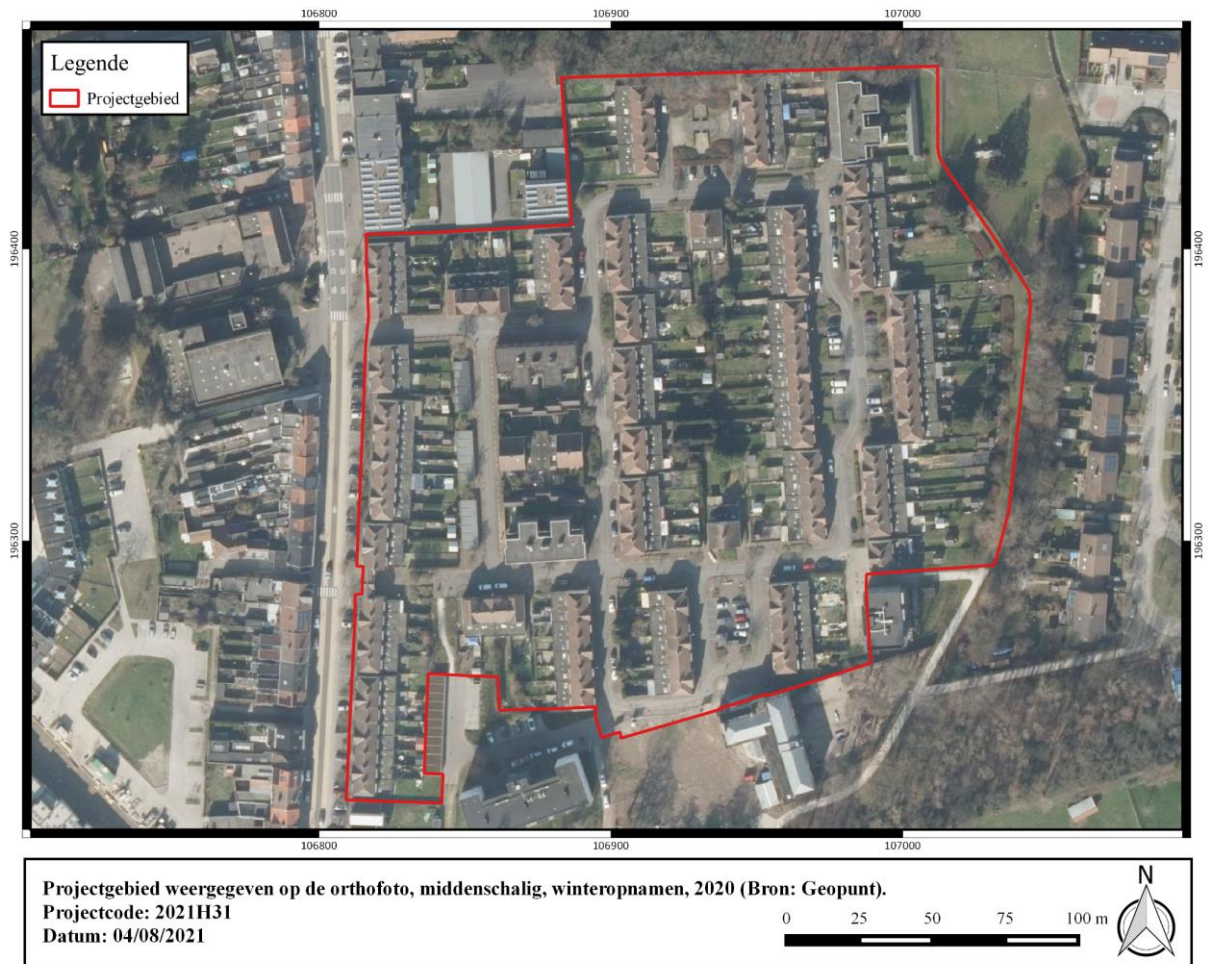 106800
106900
107000
Legende
Projectgebied
196400
196400
196300
196300
106800
106900
107000
Projectgebied weergegeven op de orthofoto, middenschalig, winteropnamen, 2020 (Bron: Geopunt).
Projectcode: 2021H31
Datum: 04/08/2021
0 25 50 75 100 m
N